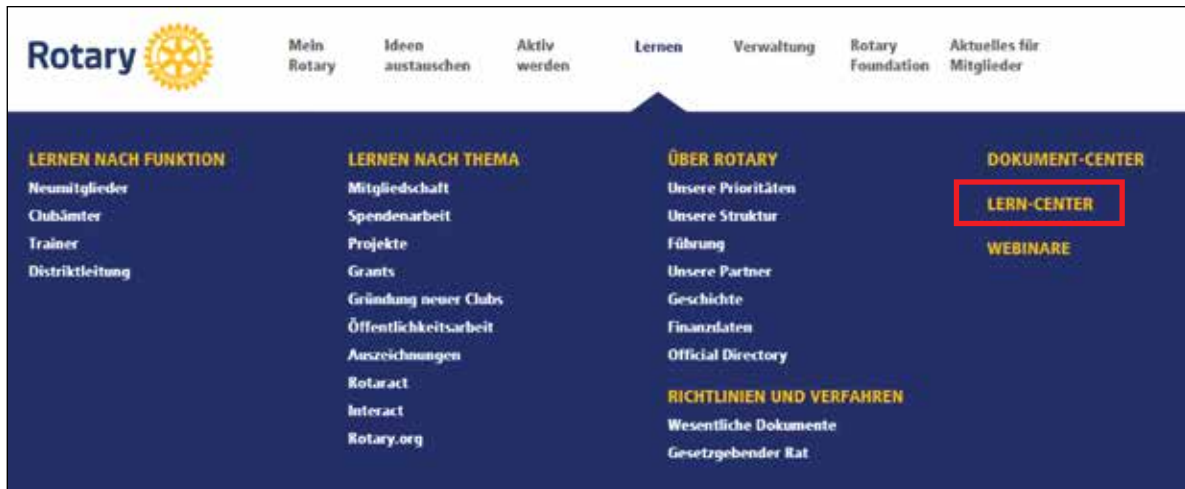 Rotary
Mein Rotary
Ideen austauschen
Aktiv werden
Lernen
Verwaltung
Rotary Foundation
Aktuelles für Mitglieder
LERNEN NACH FUNKTION
Neumitglieder
Clubämter
Trainer
Distriktleitung
LERNEN NACH THEMA
Mitgliedschaft
Spendenarbeit
Projekte
Grants
Gründung neuer Clubs
Öffentlichkeitsarbeit
Auszeichnungen
Rotaract
Interact
Rotary.org
ÜBER ROTARY
Unsere Prioritäten
Unsere Struktur
Führung
Unsere Partner
Geschichte
Finanzdaten
Official Directory
RICHTLINIEN UND VERFAHREN
Wesentliche Dokumente
Gesetzgebender Rat
DOKUMENT-CENTER
LERN-CENTER
WEBINARE